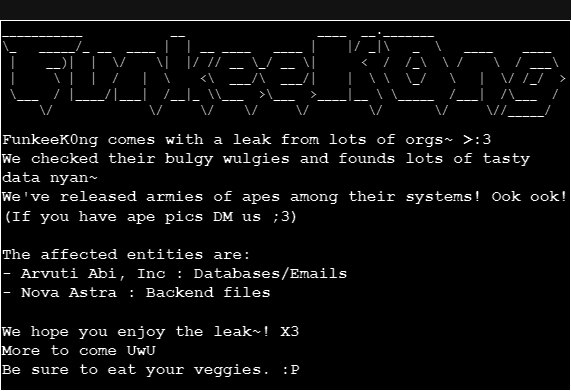 FunkeeK0ng
FunkeeK0ng comes with a leak from lots of orgs~ >:3
We checked their bulgy wulgies and founds lots of tasty
data nyan~
We've released armies of apes among their systems! Ook ook!
(If you have ape pics DM us ;3)
The affected entities are:
- Arvuti Abi, Inc : Databases/Emails
- Nova Astra : Backend files
We hope you enjoy the leak~! X3
More to come UwU
Be sure to eat your veggies. :P